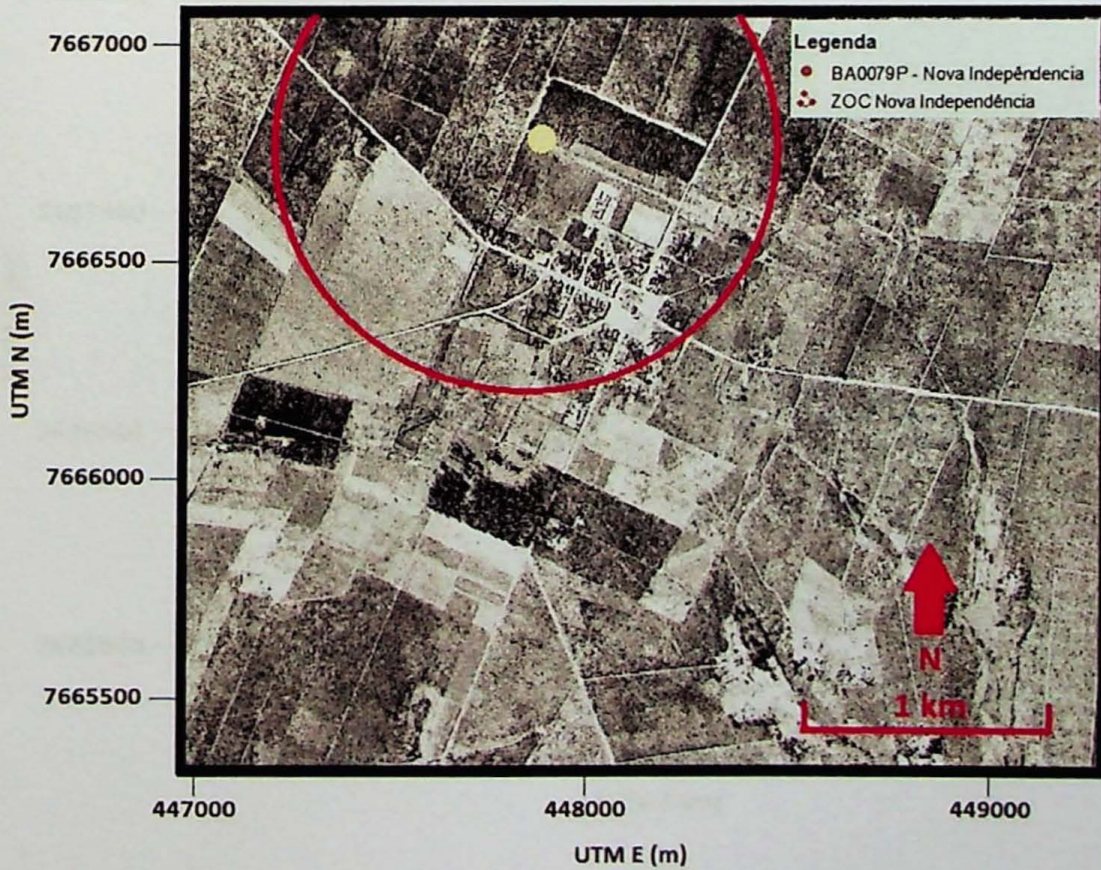 7667000
Legenda
BA0079P - Nova Independência
ZOC Nova Independência
7666500
7666000
7665500
UTM N (m)
N
1 km
447000
448000
449000
UTM E (m)